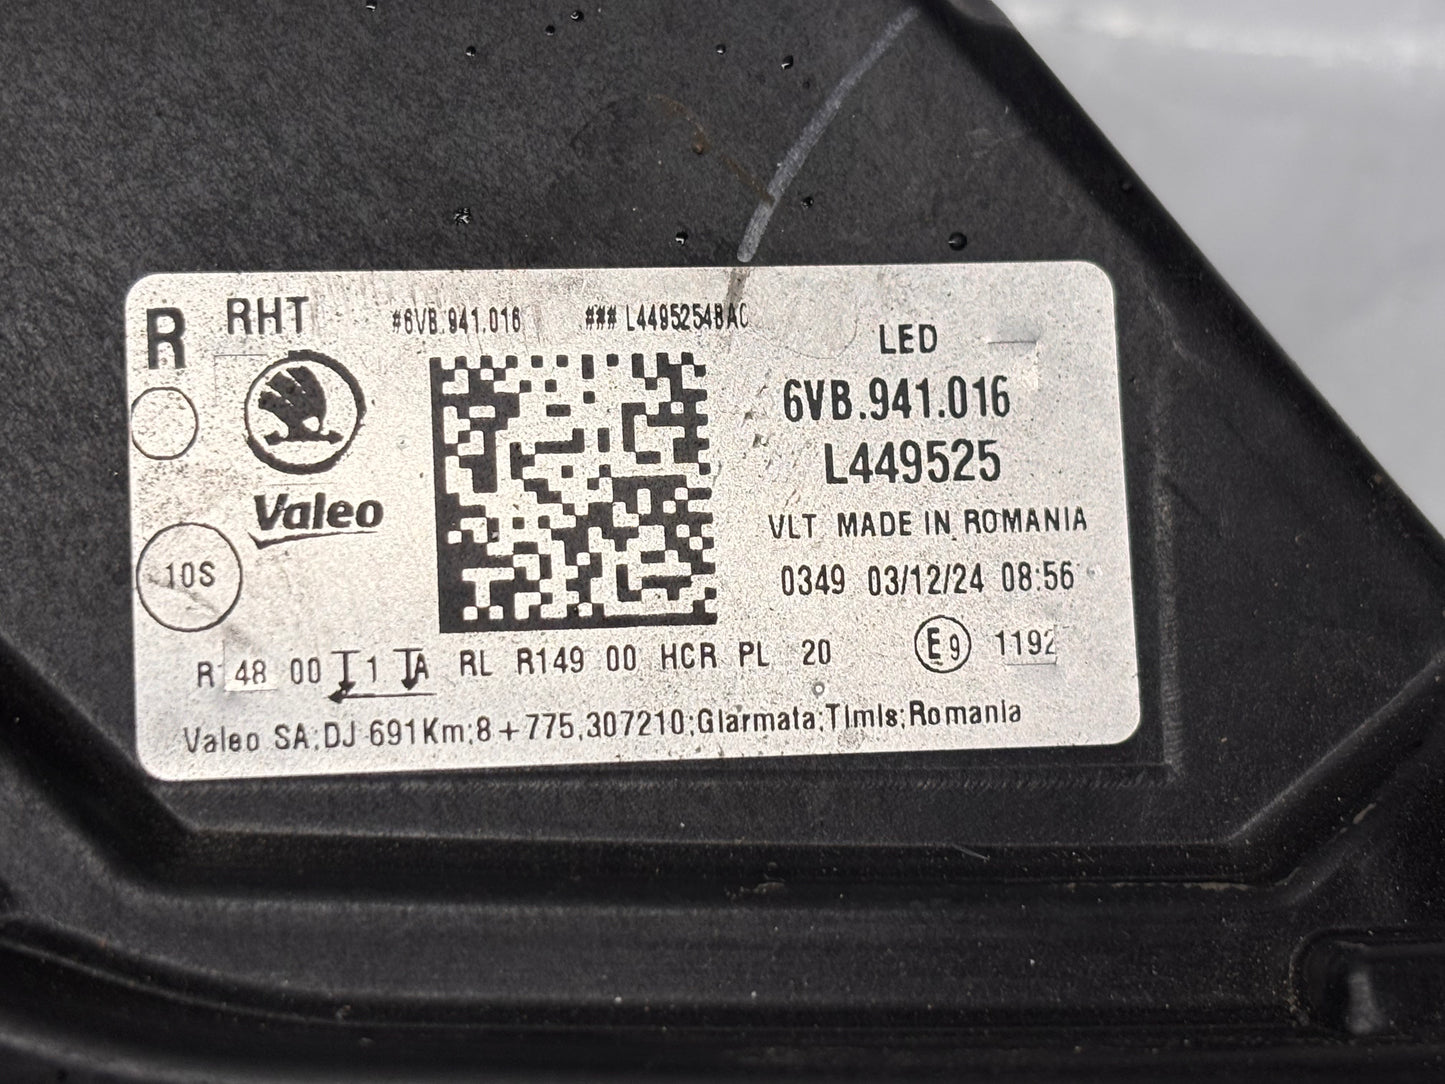 R RHT #6VB.941.016 ### L4495254BAC
LED
6VB.941.016
Valeo L449525
VLT MADE IN ROMANIA
10S 0349 03/12/24 08:56
R 48 00 1 A RL R149 00 HCR PL 20 E9 1192
Valeo SA;DJ 691Km;8+775,307210;Giarmata;Timis;Romania